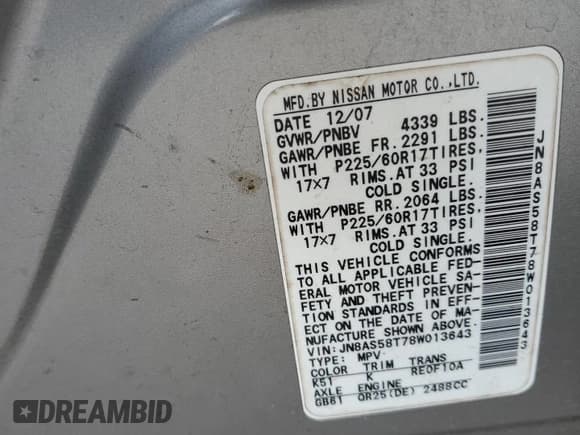 MFD.BY NISSAN MOTOR CO.,LTD.
DATE 12/07
GVWR/PNBV 4339 LBS.
GAWR/PNBE FR. 2291 LBS.
WITH P225/60R17TIRES,
17x7 RIMS.AT 33 PSI
COLD SINGLE.
GAWR/PNBE RR. 2064 LBS.
WITH P225/60R17TIRES,
17x7 RIMS.AT 33 PSI
COLD SINGLE.
THIS VEHICLE CONFORMS
TO ALL APPLICABLE FED-
ERAL MOTOR VEHICLE SA-
FETY AND THEFT PREVEN-
TION STANDARDS IN EFF-
ECT ON THE DATE OF MA-
NUFACTURE SHOWN ABOVE.
VIN:JN8AS58T78W013643
TYPE: MPV
COLOR TRIM TRANS
K51 K RE0F10A
AXLE ENGINE
GB61 QR25(DE) 2488CC
JN8AS58T78W013643
DREAMBID